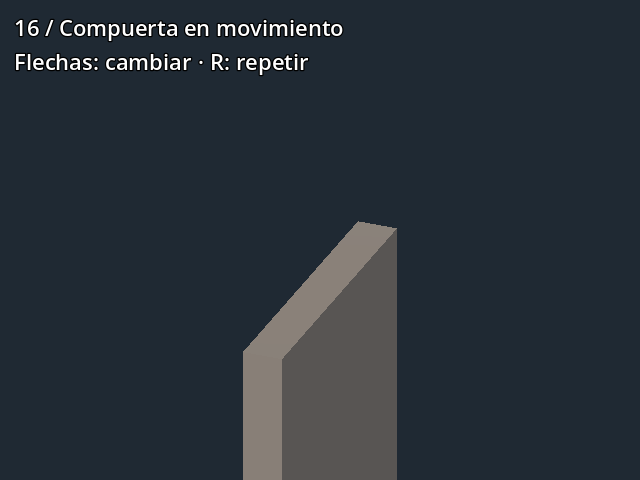 16 / Compuerta en movimiento
Flechas: cambiar · R: repetir